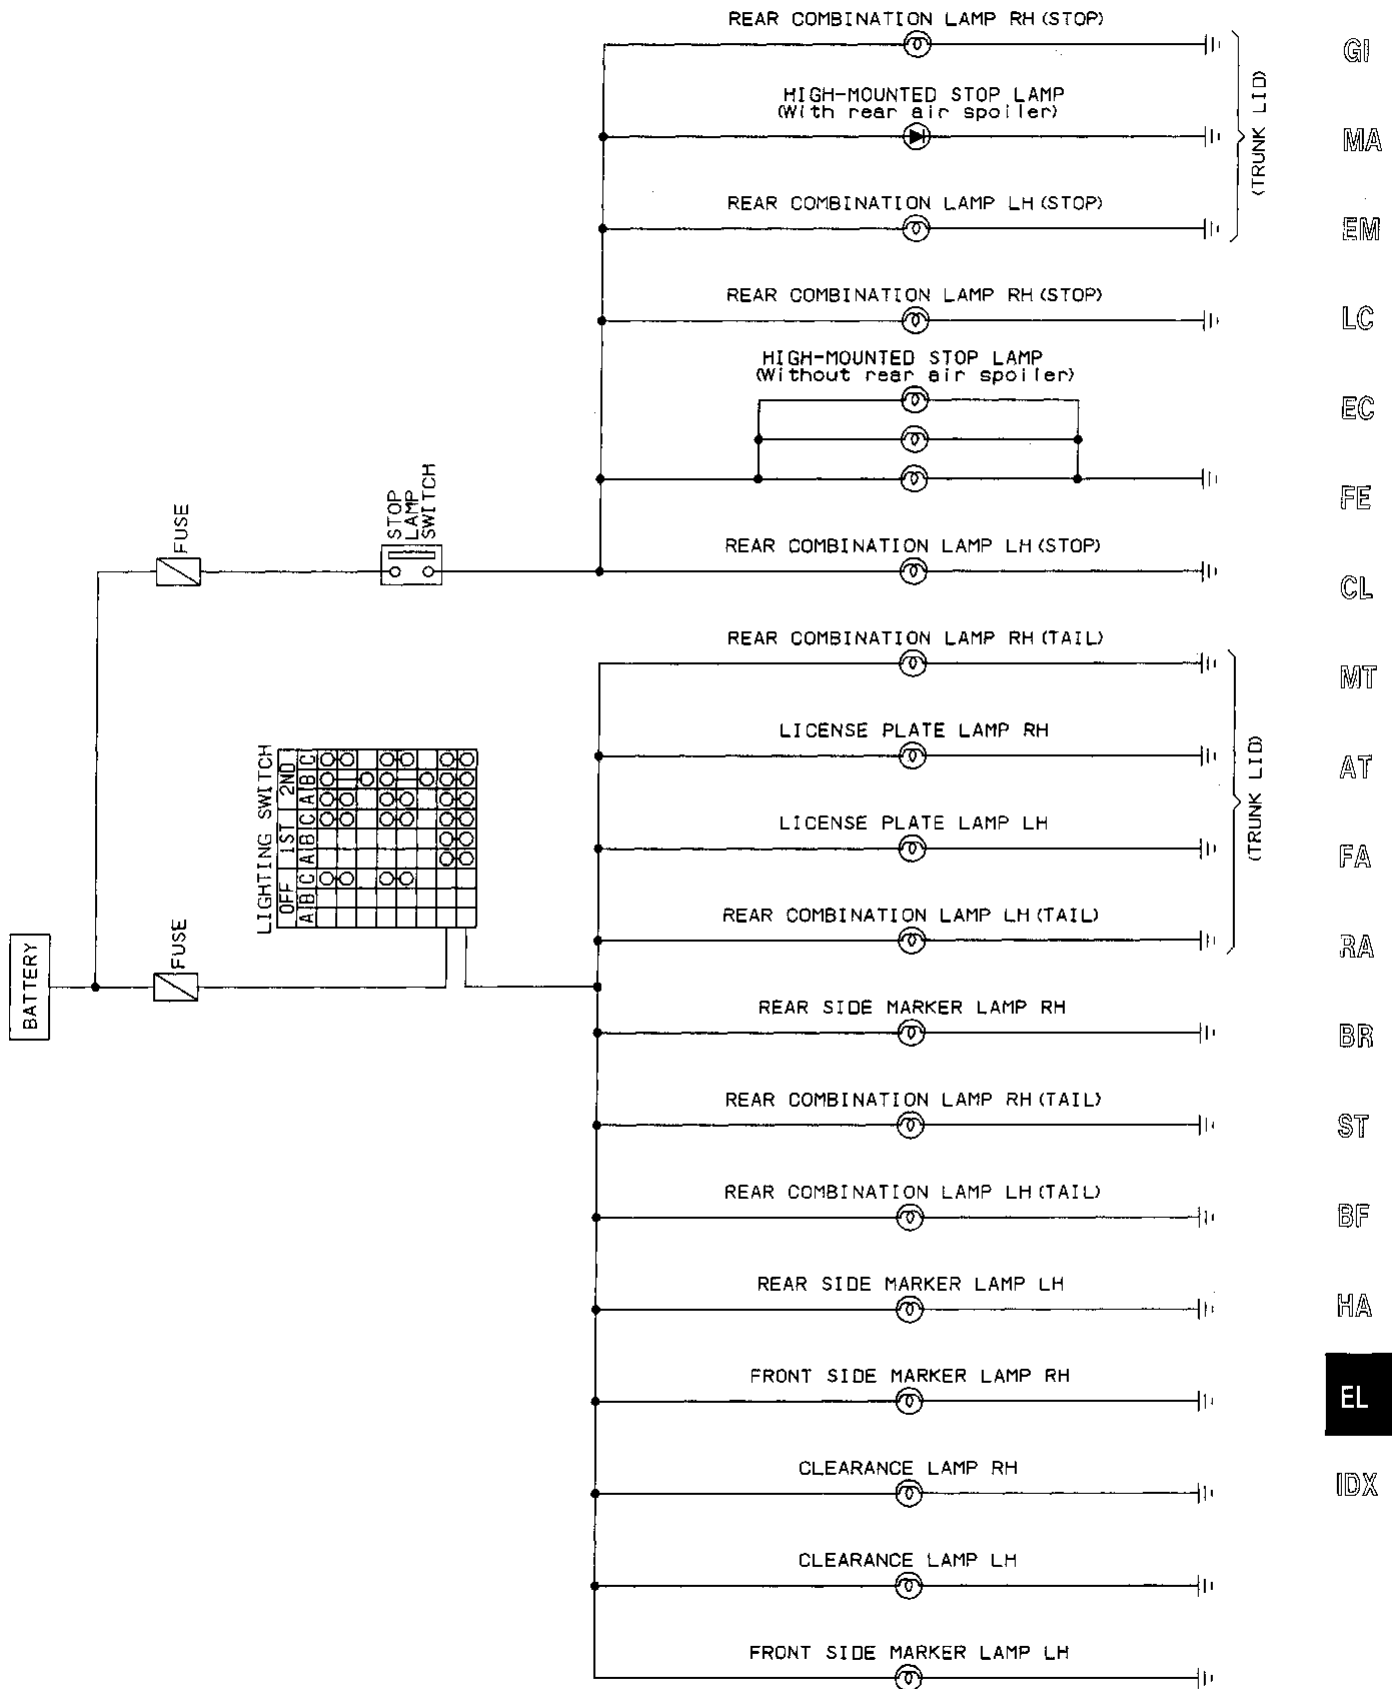 REAR COMBINATION LAMP RH (STOP)
HIGH-MOUNTED STOP LAMP
(With rear air spoiler)
REAR COMBINATION LAMP LH (STOP)
(TRUNK LID)
REAR COMBINATION LAMP RH (STOP)
HIGH-MOUNTED STOP LAMP
(Without rear air spoiler)
REAR COMBINATION LAMP LH (STOP)
FUSE
STOP
LAMP
SWITCH
REAR COMBINATION LAMP RH (TAIL)
LICENSE PLATE LAMP RH
LICENSE PLATE LAMP LH
REAR COMBINATION LAMP LH (TAIL)
(TRUNK LID)
LIGHTING SWITCH
OFF 1ST 2ND
A B C A B C A B C
BATTERY
FUSE
REAR SIDE MARKER LAMP RH
REAR COMBINATION LAMP RH (TAIL)
REAR COMBINATION LAMP LH (TAIL)
REAR SIDE MARKER LAMP LH
FRONT SIDE MARKER LAMP RH
CLEARANCE LAMP RH
CLEARANCE LAMP LH
FRONT SIDE MARKER LAMP LH
GI
MA
EM
LC
EC
FE
CL
MT
AT
FA
RA
BR
ST
BF
HA
EL
IDX